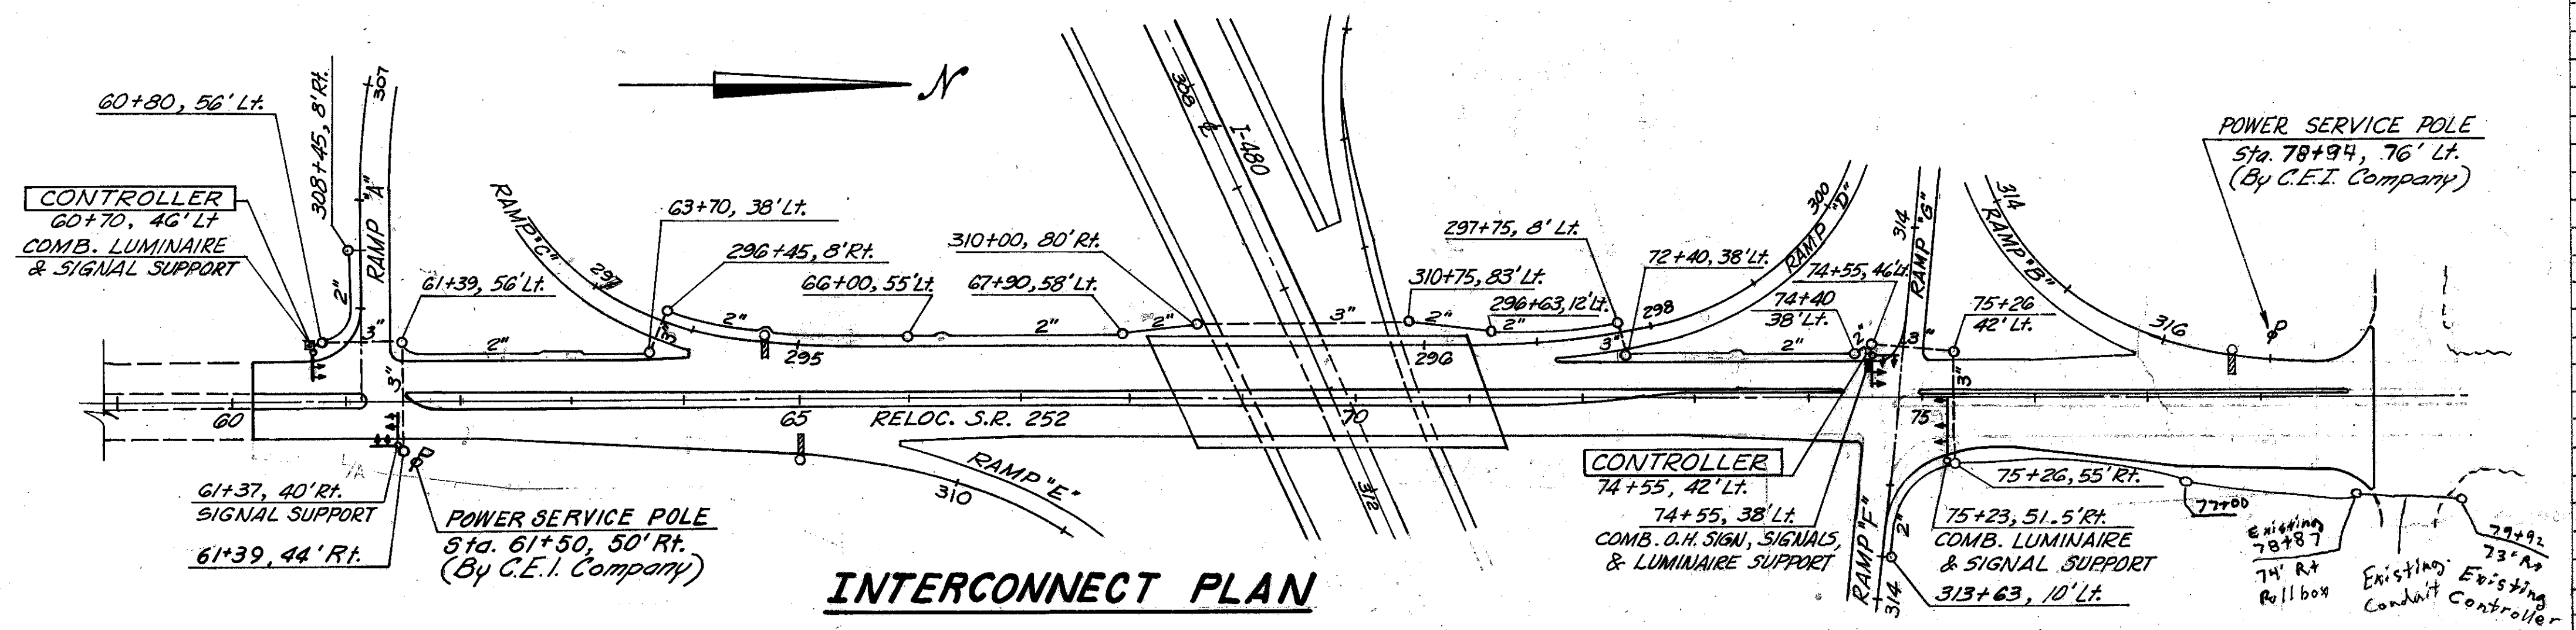 60+80, 56' Lt.
308+45, 8' Rt.
307
RAMP "A"
CONTROLLER
60+70, 46' Lt
COMB. LUMINAIRE
& SIGNAL SUPPORT
2"
3"
61+39, 56' Lt.
2"
3"
RAMP "C"
297
63+70, 38' Lt.
296+45, 8' Rt.
3"
2"
66+00, 55' Lt.
67+90, 58' Lt.
2"
310+00, 80' Rt.
2"
3"
N
308
℄
I-480
310+75, 83' Lt.
297+75, 8' Lt.
296+63, 12' Lt.
2"
3"
72+40, 38' Lt.
298
300
RAMP "D"
74+55, 46' Lt.
74+40
38' Lt.
2"
2"
3"
314
RAMP "G"
75+26
42' Lt.
3"
314
RAMP "B"
316
P
POWER SERVICE POLE
Sta. 78+94, 76' Lt.
(By C.E.I. Company)
295
296
60
65
RELOC. S.R. 252
70
75
312
RAMP "E"
310
61+37, 40' Rt.
SIGNAL SUPPORT
61+39, 44' Rt.
P
POWER SERVICE POLE
Sta. 61+50, 50' Rt.
(By C.E.I. Company)
CONTROLLER
74+55, 42' Lt.
74+55, 38' Lt.
COMB. O.H. SIGN, SIGNALS,
& LUMINAIRE SUPPORT
RAMP "F"
314
2"
75+26, 55' Rt.
75+23, 51.5' Rt.
COMB. LUMINAIRE
& SIGNAL SUPPORT
313+63, 10' Lt.
77+00
Existing
78+87
74' Rt
Pullbox
Existing
Conduit
79+92
73' Rt
Existing
Controller
INTERCONNECT PLAN